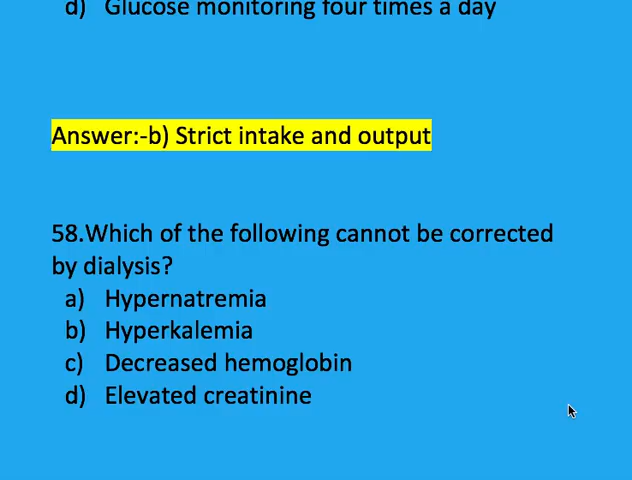 d) Glucose monitoring four times a day
Answer:-b) Strict intake and output
58.Which of the following cannot be corrected
by dialysis?
a) Hypernatremia
b) Hyperkalemia
c) Decreased hemoglobin
d) Elevated creatinine